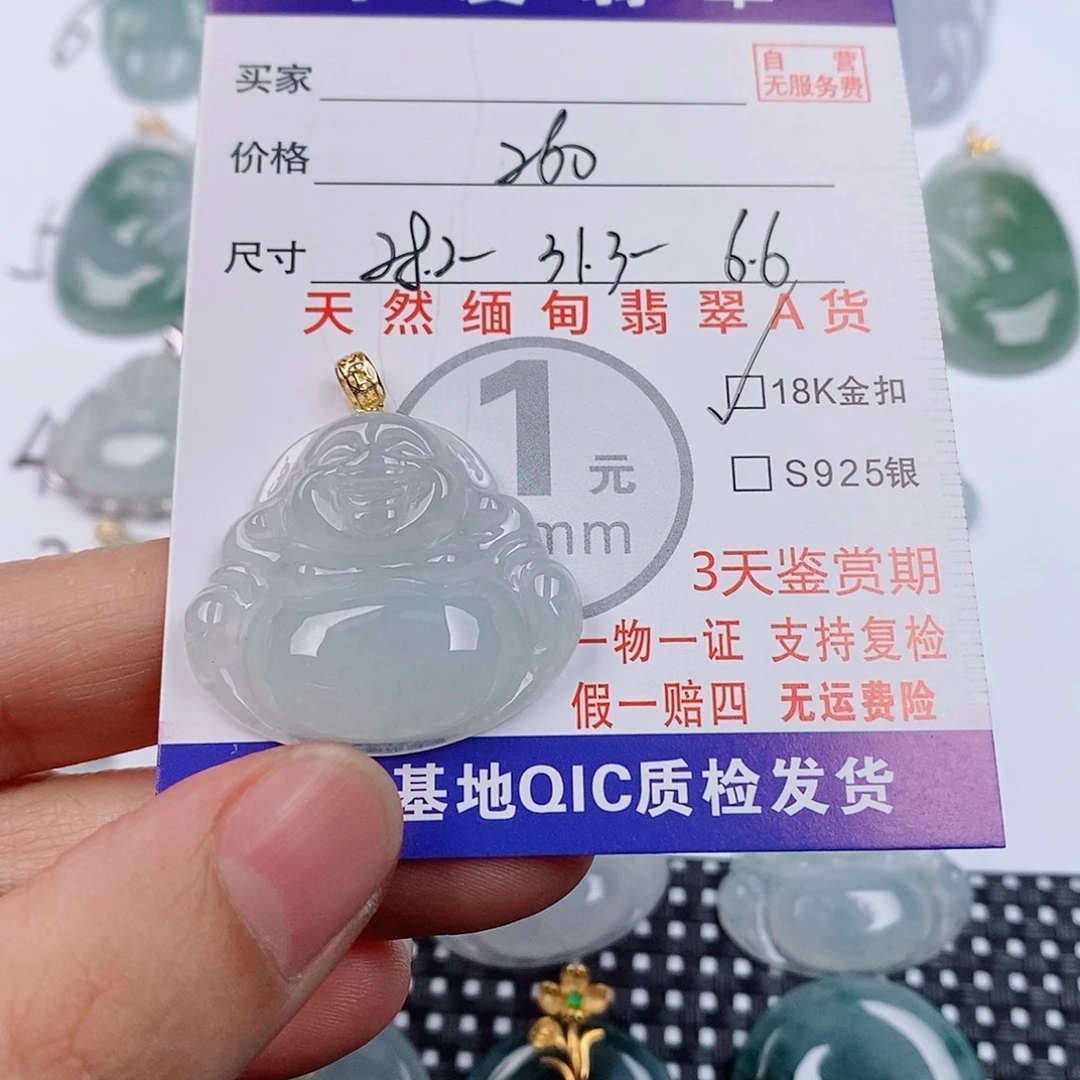 自营
无服务费
买家
价格 260
尺寸 28.2 31.3 6.6
天然缅甸翡翠A货
1元
mm
18K金扣
S925银
3天鉴赏期
一物一证 支持复检
假一赔四 无运费险
基地QIC质检发货